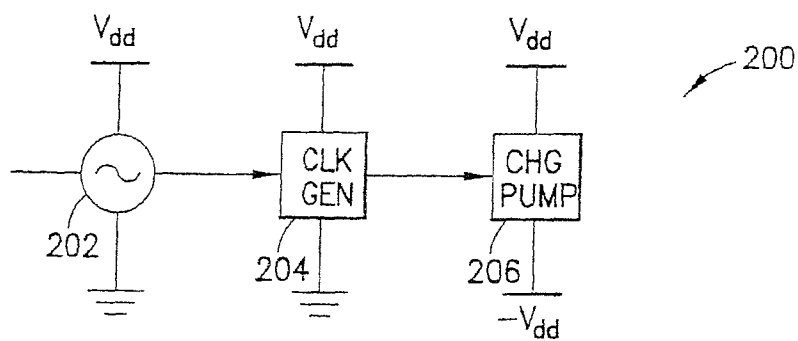 Vdd Vdd Vdd
200
CLK
GEN
CHG
PUMP
202
204
206
-Vdd